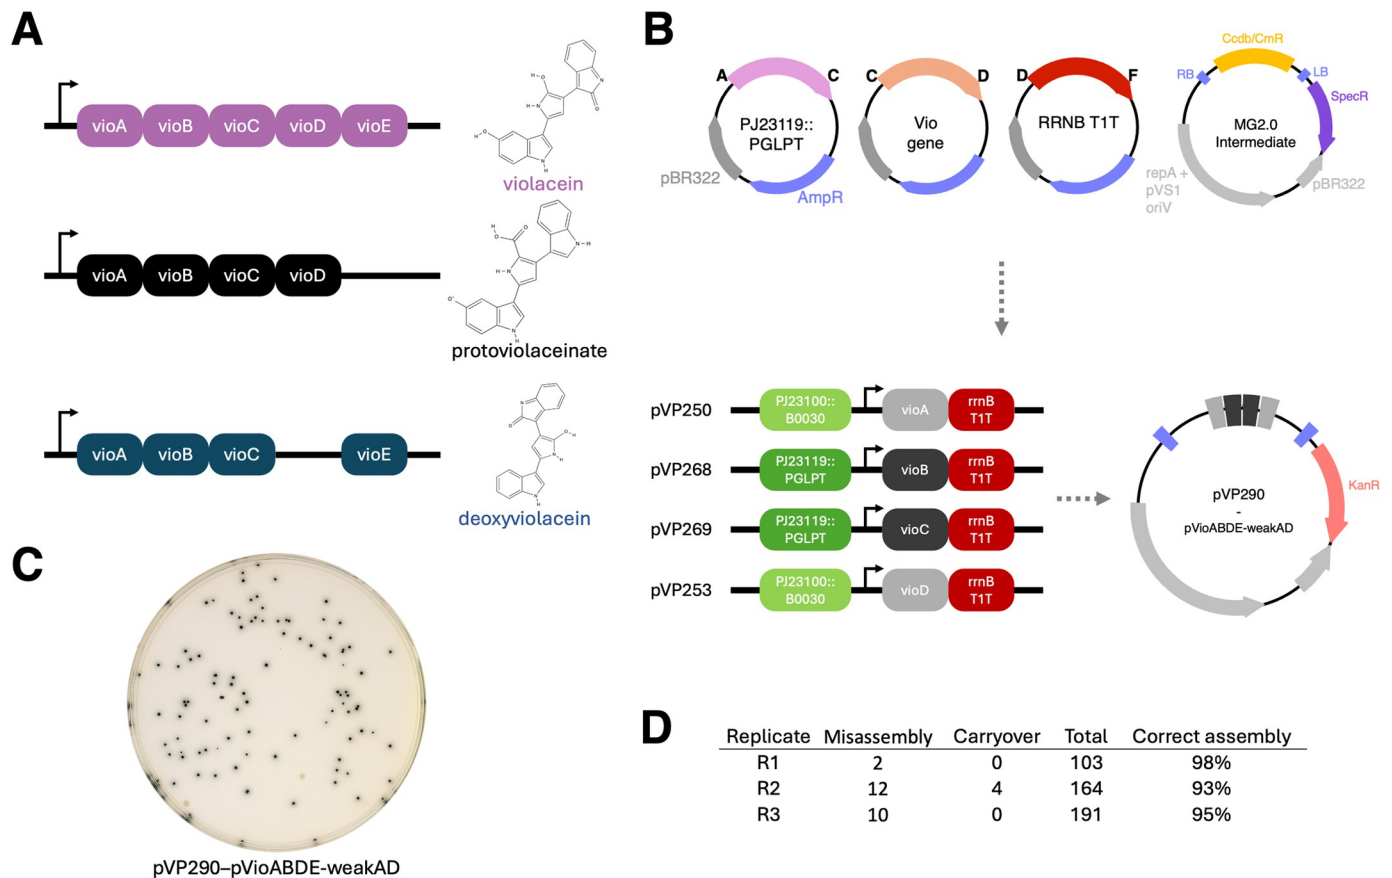 A
vioA vioB vioC vioD vioE
violacein
vioA vioB vioC vioD
protoviolaceinate
vioA vioB vioC vioE
deoxyviolacein
B
A C
PJ23119::
PGLPT
pBR322
AmpR
C D
Vio
gene
D F
RRNB T1T
Ccdb/CmR
RB
LB
SpecR
MG2.0
Intermediate
repA +
pVS1
oriV
pBR322
pVP250
PJ23100::
B0030
vioA
rrnB
T1T
pVP268
PJ23119::
PGLPT
vioB
rrnB
T1T
pVP269
PJ23119::
PGLPT
vioC
rrnB
T1T
pVP253
PJ23100::
B0030
vioD
rrnB
T1T
KanR
pVP290
-
pVioABDE-weakAD
C
pVP290–pVioABDE-weakAD
D
Replicate Misassembly Carryover Total Correct assembly
R1 2 0 103 98%
R2 12 4 164 93%
R3 10 0 191 95%